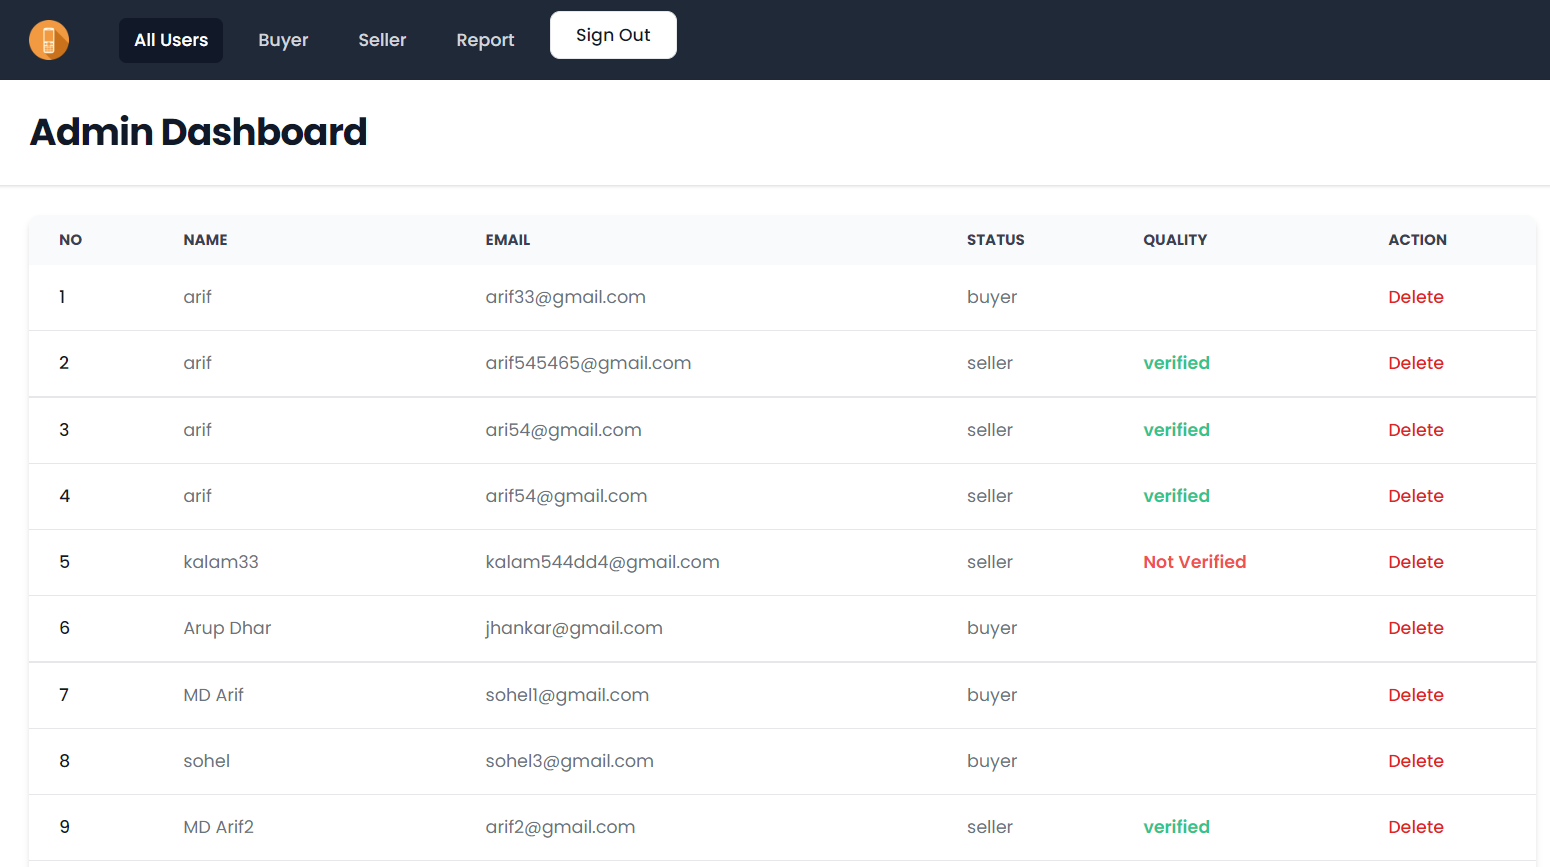 All Users Buyer Seller Report Sign Out
Admin Dashboard
NO NAME EMAIL STATUS QUALITY ACTION
1 arif arif33@gmail.com buyer Delete
2 arif arif545465@gmail.com seller verified Delete
3 arif ari54@gmail.com seller verified Delete
4 arif arif54@gmail.com seller verified Delete
5 kalam33 kalam544dd4@gmail.com seller Not Verified Delete
6 Arup Dhar jhankar@gmail.com buyer Delete
7 MD Arif sohel1@gmail.com buyer Delete
8 sohel sohel3@gmail.com buyer Delete
9 MD Arif2 arif2@gmail.com seller verified Delete